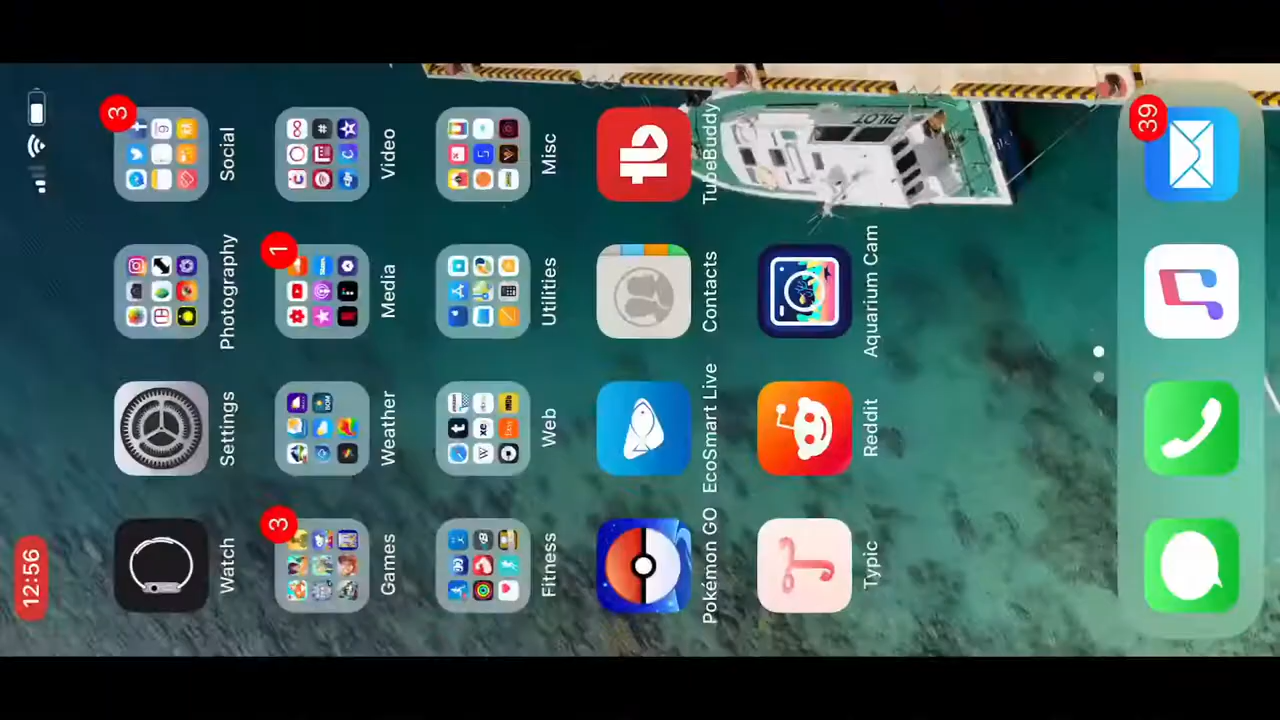 12:56
Watch
Settings
Photography
3
Social
3
Games
Weather
1
Media
Video
Fitness
Web
Utilities
Misc
Pokémon GO
EcoSmart Live
Contacts
TubeBuddy
Typic
Reddit
Aquarium Cam
PILOT
39